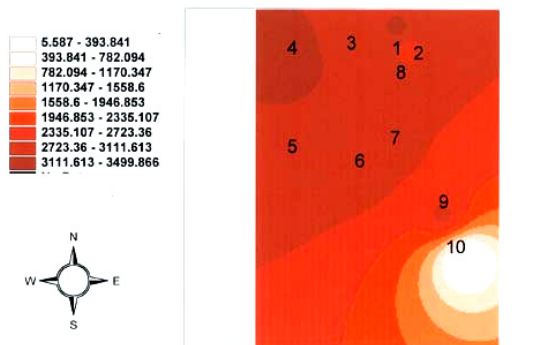 5.587 - 393.841
393.841 - 782.094
782.094 - 1170.347
1170.347 - 1558.6
1558.6 - 1946.853
1946.853 - 2335.107
2335.107 - 2723.36
2723.36 - 3111.613
3111.613 - 3499.866
4 3 1 2
8
7
5
6
9
10
N
W E
S